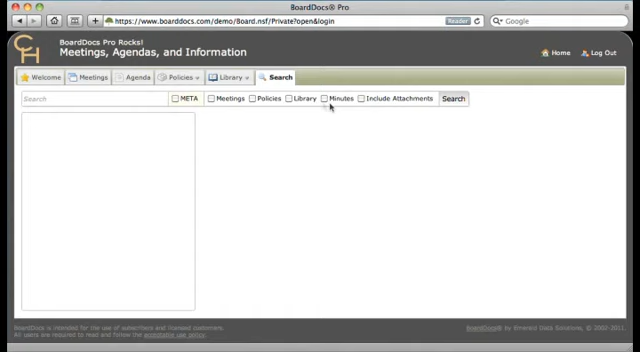 BoardDocs® Pro
https://www.boarddocs.com/demo/Board.nsf/Private?open&login
Reader
Google
CH
BoardDocs Pro Rocks!
Meetings, Agendas, and Information
Home
Log Out
Welcome
Meetings
Agenda
Policies
Library
Search
Search
META
Meetings
Policies
Library
Minutes
Include Attachments
Search
BoardDocs is intended for the use of subscribers and licensed customers.
All users are required to read and follow the acceptable use policy.
BoardDocs® by Emerald Data Solutions, © 2002-2011.